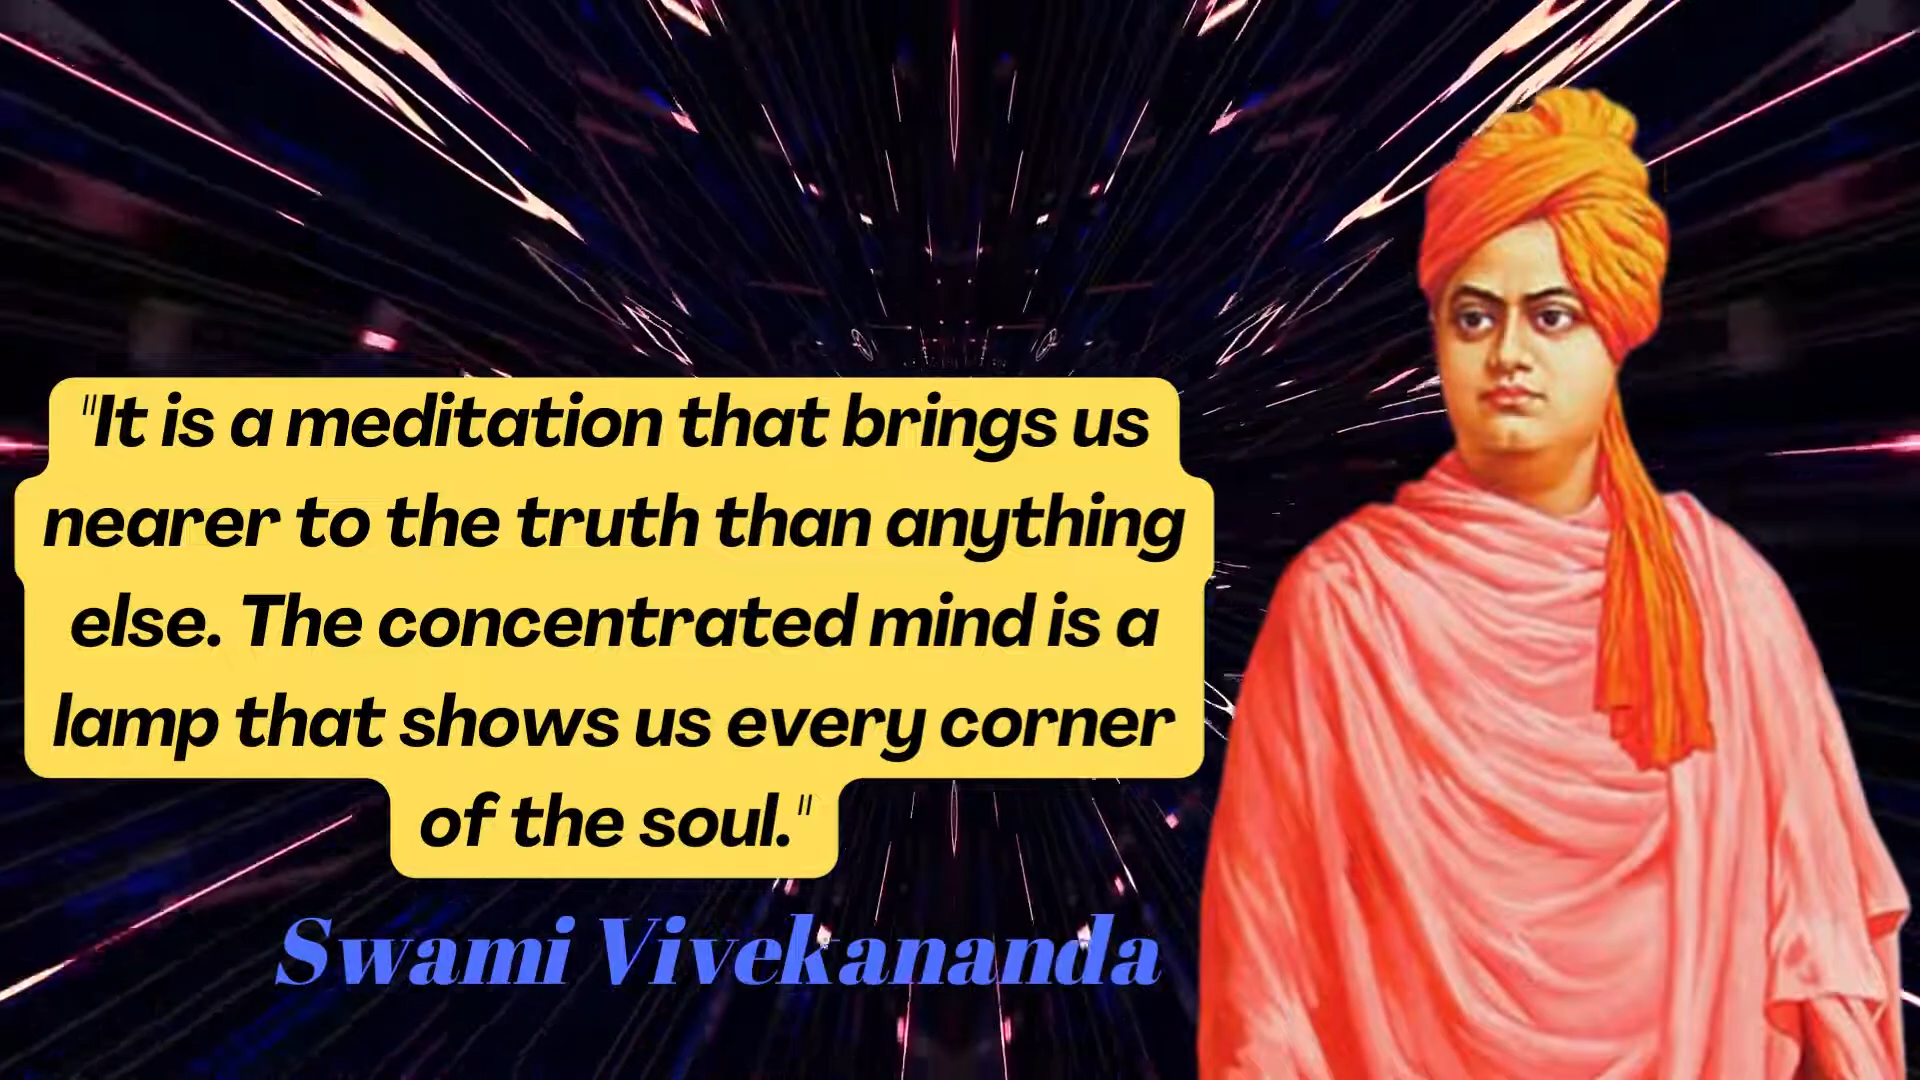 "It is a meditation that brings us
nearer to the truth than anything
else. The concentrated mind is a
lamp that shows us every corner
of the soul."
Swami Vivekananda